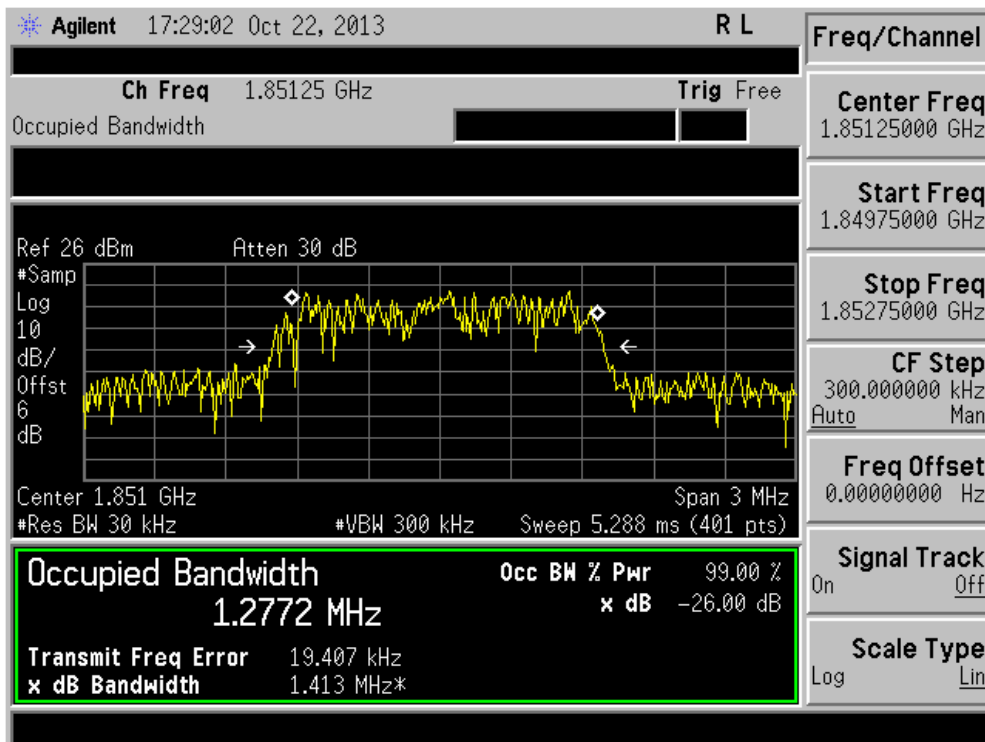 Agilent 17:29:02 Oct 22, 2013 R L
Ch Freq 1.85125 GHz Trig Free
Occupied Bandwidth
Ref 26 dBm Atten 30 dB
#Samp
Log
10
dB/
Offst
6
dB
Center 1.851 GHz Span 3 MHz
#Res BW 30 kHz #VBW 300 kHz Sweep 5.288 ms (401 pts)
Occupied Bandwidth Occ BW % Pwr 99.00 %
1.2772 MHz x dB -26.00 dB
Transmit Freq Error 19.407 kHz
x dB Bandwidth 1.413 MHz*
Freq/Channel
Center Freq
1.85125000 GHz
Start Freq
1.84975000 GHz
Stop Freq
1.85275000 GHz
CF Step
300.000000 kHz
Auto Man
Freq Offset
0.00000000 Hz
Signal Track
On Off
Scale Type
Log Lin